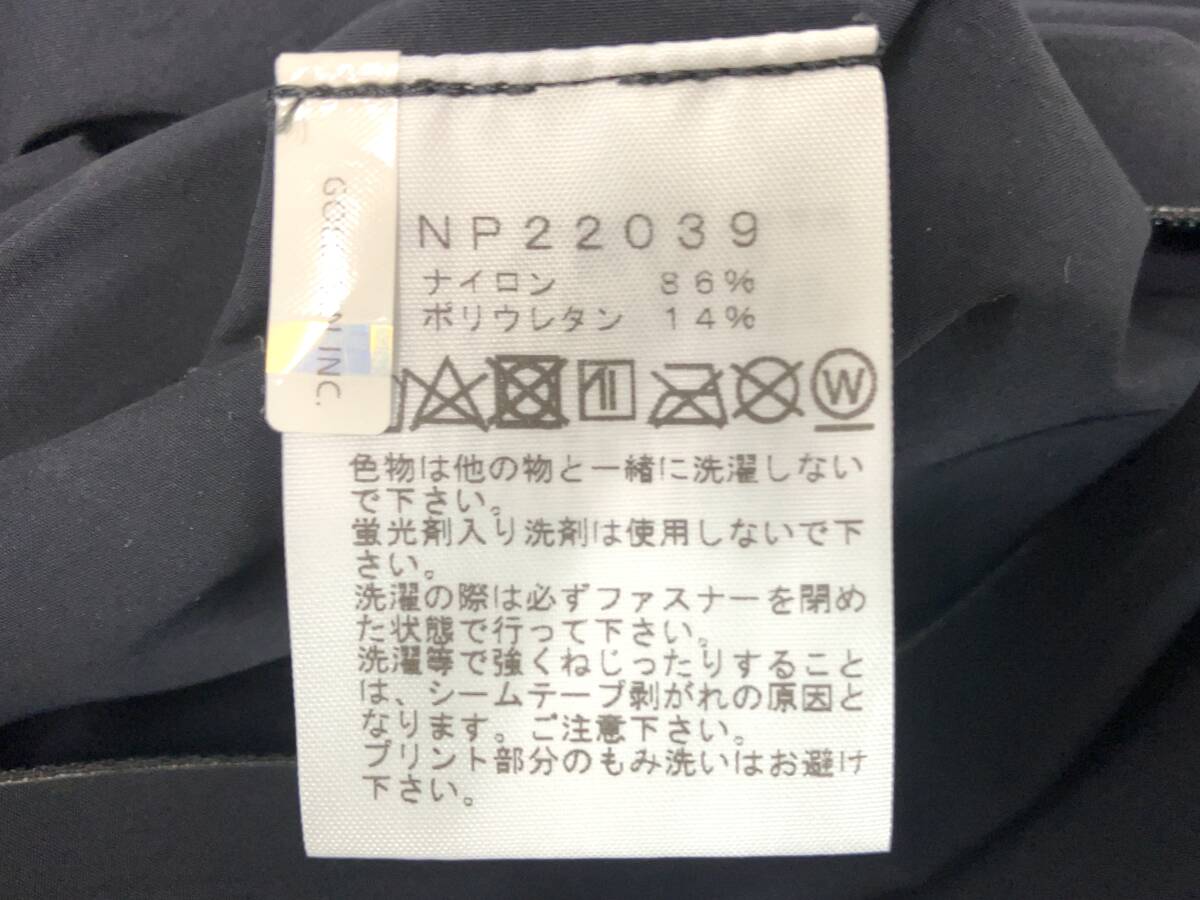 NP22039
ナイロン 86%
ポリウレタン 14%
W
色物は他の物と一緒に洗濯しない
で下さい。
蛍光剤入り洗剤は使用しないで下
さい。
洗濯の際は必ずファスナーを閉め
た状態で行って下さい。
洗濯等で強くねじったりすること
は、シームテープ剥がれの原因と
なります。ご注意下さい。
プリント部分のもみ洗いはお避け
下さい。
INC.